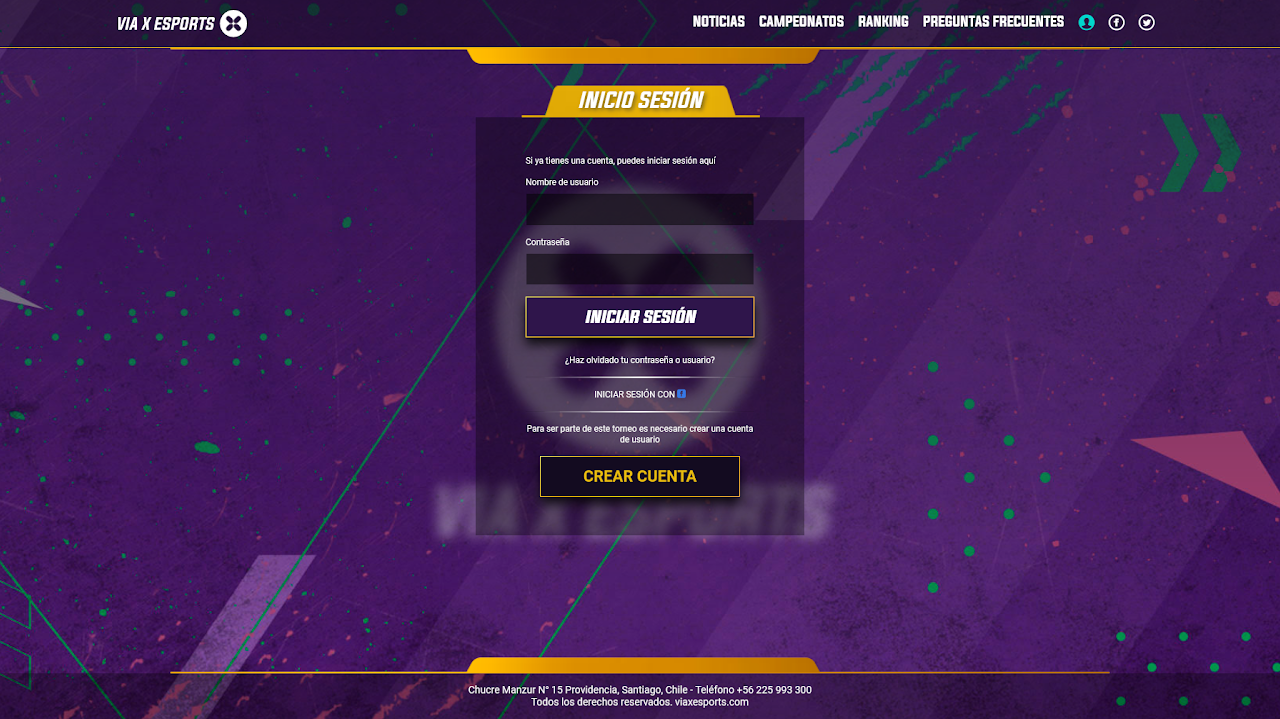 VIA X ESPORTS
NOTICIAS CAMPEONATOS RANKING PREGUNTAS FRECUENTES
INICIO SESIÓN
Si ya tienes una cuenta, puedes iniciar sesión aquí
Nombre de usuario
Contraseña
INICIAR SESIÓN
¿Haz olvidado tu contraseña o usuario?
INICIAR SESIÓN CON f
Para ser parte de este torneo es necesario crear una cuenta
de usuario
CREAR CUENTA
VIA X ESPORTS
Chucre Manzur N° 15 Providencia, Santiago, Chile - Teléfono +56 225 993 300
Todos los derechos reservados. viaxesports.com